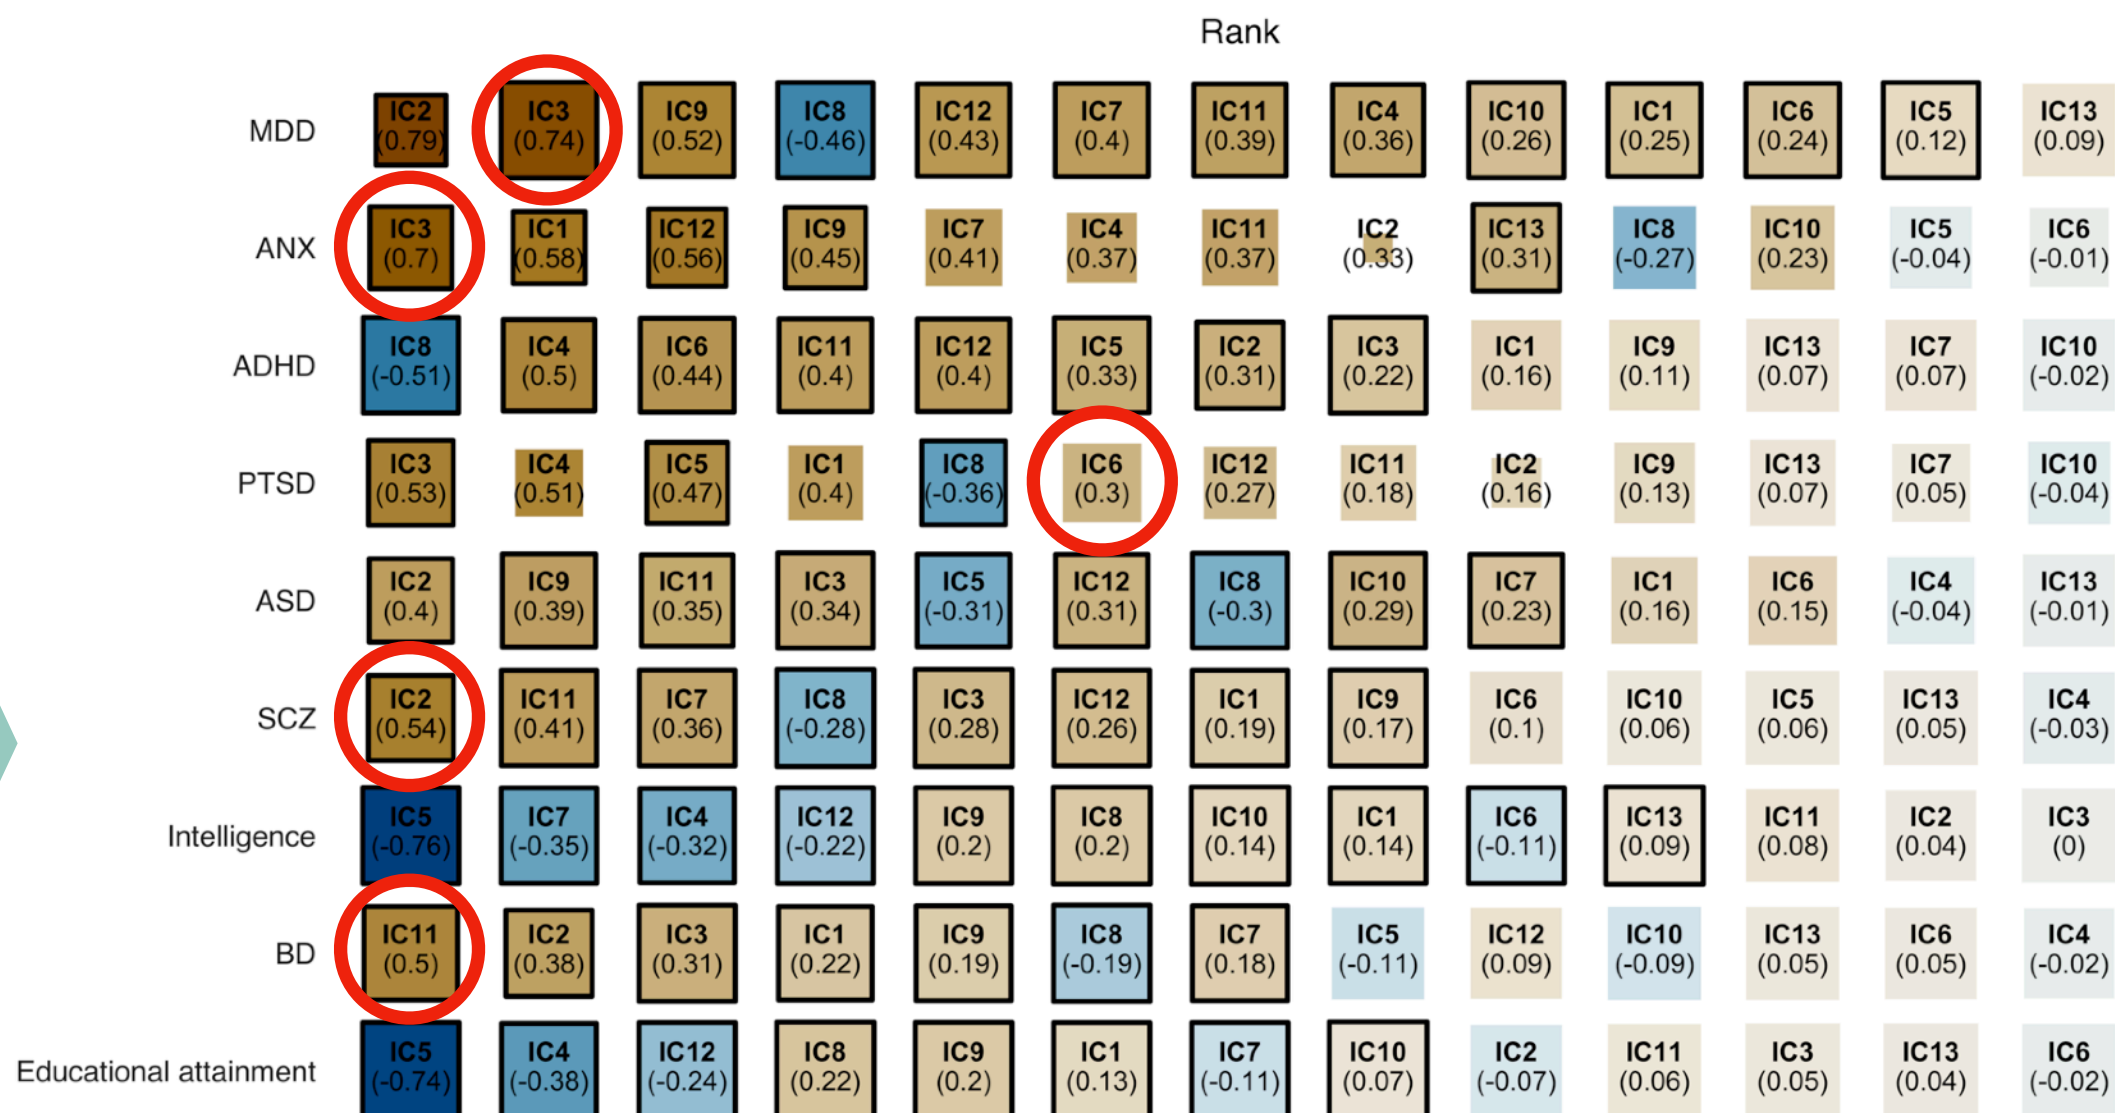 Rank
MDD IC2 IC3 IC9 IC8 IC12 IC7 IC11 IC4 IC10 IC1 IC6 IC5 IC13
(0.79) (0.74) (0.52) (-0.46) (0.43) (0.4) (0.39) (0.36) (0.26) (0.25) (0.24) (0.12) (0.09)
ANX IC3 IC1 IC12 IC9 IC7 IC4 IC11 IC2 IC13 IC8 IC10 IC5 IC6
(0.7) (0.58) (0.56) (0.45) (0.41) (0.37) (0.37) (0.33) (0.31) (-0.27) (0.23) (-0.04) (-0.01)
ADHD IC8 IC4 IC6 IC11 IC12 IC5 IC2 IC3 IC1 IC9 IC13 IC7 IC10
(-0.51) (0.5) (0.44) (0.4) (0.4) (0.33) (0.31) (0.22) (0.16) (0.11) (0.07) (0.07) (-0.02)
PTSD IC3 IC4 IC5 IC1 IC8 IC6 IC12 IC11 IC2 IC9 IC13 IC7 IC10
(0.53) (0.51) (0.47) (0.4) (-0.36) (0.3) (0.27) (0.18) (0.16) (0.13) (0.07) (0.05) (-0.04)
ASD IC2 IC9 IC11 IC3 IC5 IC12 IC8 IC10 IC7 IC1 IC6 IC4 IC13
(0.4) (0.39) (0.35) (0.34) (-0.31) (0.31) (-0.3) (0.29) (0.23) (0.16) (0.15) (-0.04) (-0.01)
SCZ IC2 IC11 IC7 IC8 IC3 IC12 IC1 IC9 IC6 IC10 IC5 IC13 IC4
(0.54) (0.41) (0.36) (-0.28) (0.28) (0.26) (0.19) (0.17) (0.1) (0.06) (0.06) (0.05) (-0.03)
Intelligence IC5 IC7 IC4 IC12 IC9 IC8 IC10 IC1 IC6 IC13 IC11 IC2 IC3
(-0.76) (-0.35) (-0.32) (-0.22) (0.2) (0.2) (0.14) (0.14) (-0.11) (0.09) (0.08) (0.04) (0)
BD IC11 IC2 IC3 IC1 IC9 IC8 IC7 IC5 IC12 IC10 IC13 IC6 IC4
(0.5) (0.38) (0.31) (0.22) (0.19) (-0.19) (0.18) (-0.11) (0.09) (-0.09) (0.05) (0.05) (-0.02)
Educational attainment IC5 IC4 IC12 IC8 IC9 IC1 IC7 IC10 IC2 IC11 IC3 IC13 IC6
(-0.74) (-0.38) (-0.24) (0.22) (0.2) (0.13) (-0.11) (0.07) (-0.07) (0.06) (0.05) (0.04) (-0.02)